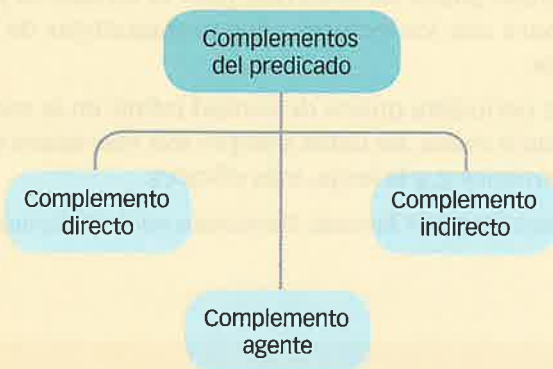 Complementos
del predicado
Complemento
directo
Complemento
indirecto
Complemento
agente